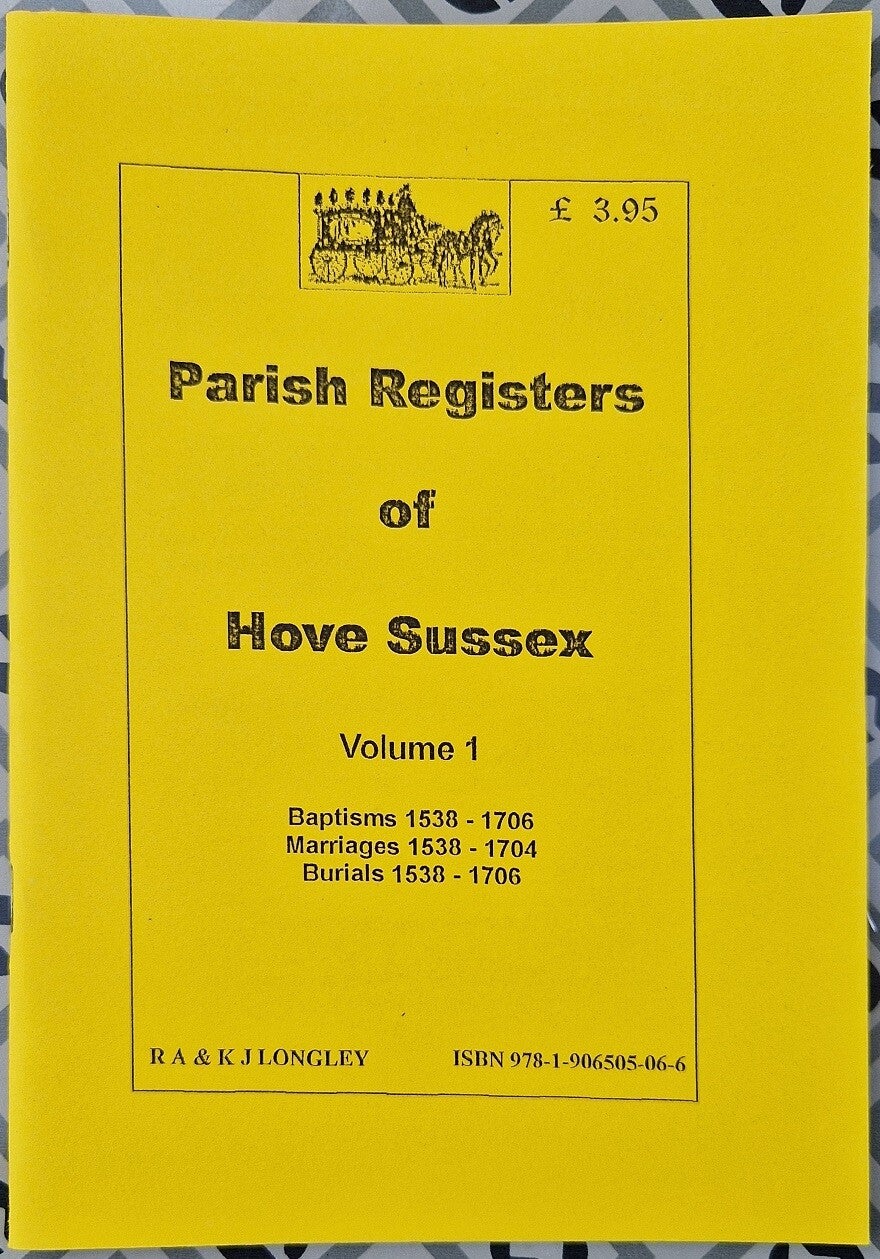 £ 3.95
Parish Registers
of
Hove Sussex
Volume 1
Baptisms 1538 - 1706
Marriages 1538 - 1704
Burials 1538 - 1706
R A & K J LONGLEY ISBN 978-1-906505-06-6